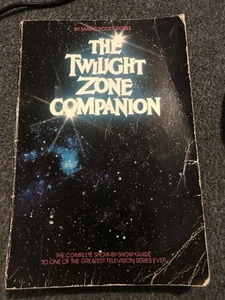 BY MARC SCOTT ZICREE
THE
TWILIGHT
ZONE
COMPANION
THE COMPLETE SHOW-BY-SHOW GUIDE
TO ONE OF THE GREATEST TELEVISION SERIES EVER